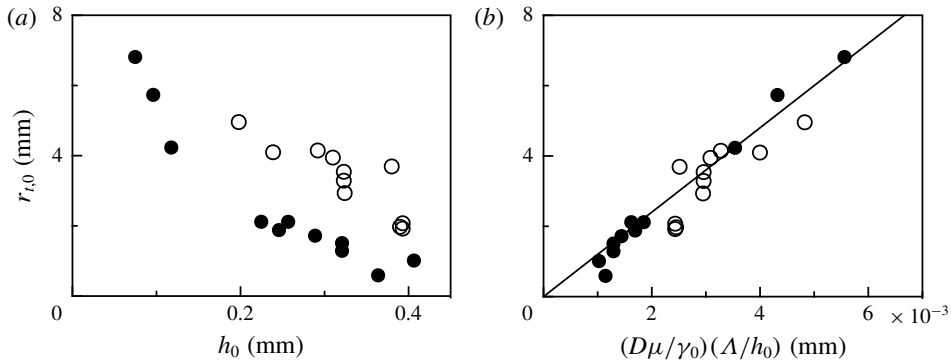 (a) 8
4
0
0.2
0.4
r_{t,0} (mm)
h_0 (mm)
(b) 8
4
0
2
4
6
× 10^{-3}
(Dμ/γ_0)(Λ/h_0) (mm)